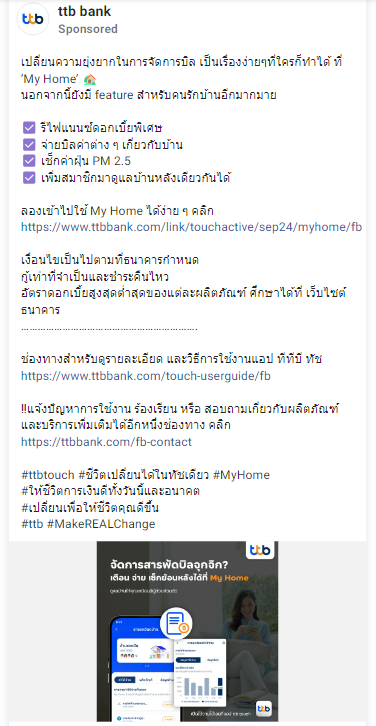 ttb bank
Sponsored
เปลี่ยนความยุ่งยากในการจัดการบิล เป็นเรื่องง่ายๆที่ใครก็ทำได้ ที่
'My Home' 🏠
นอกจากนี้ยังมี feature สำหรับคนรักบ้านอีกมากมาย
☑ รีไฟแนนซ์ดอกเบี้ยพิเศษ
☑ จ่ายบิลค่าต่าง ๆ เกี่ยวกับบ้าน
☑ เช็กค่าฝุ่น PM 2.5
☑ เพิ่มสมาชิกมาดูแลบ้านหลังเดียวกันได้
ลองเข้าไปใช้ My Home ได้ง่าย ๆ คลิก
https://www.ttbbank.com/link/touchactive/sep24/myhome/fb
เงื่อนไขเป็นไปตามที่ธนาคารกำหนด
กู้เท่าที่จำเป็นและชำระคืนไหว
อัตราดอกเบี้ยสูงสุดต่ำสุดของแต่ละผลิตภัณฑ์ ศึกษาได้ที่ เว็บไซต์
ธนาคาร
............................................................
ช่องทางสำหรับดูรายละเอียด และวิธีการใช้งานแอป ทีทีบี ทัช
https://www.ttbbank.com/touch-userguide/fb
!!แจ้งปัญหาการใช้งาน ร้องเรียน หรือ สอบถามเกี่ยวกับผลิตภัณฑ์
และบริการเพิ่มเติมได้อีกหนึ่งช่องทาง คลิก
https://ttbbank.com/fb-contact
#ttbtouch #ชีวิตเปลี่ยนได้ในทัชเดียว #MyHome
#ให้ชีวิตการเงินดีทั้งวันนี้และอนาคต
#เปลี่ยนเพื่อให้ชีวิตคุณดีขึ้น
#ttb #MakeREALChange
ttb
จัดการสารพัดบิลจุกจิก?
เตือน จ่าย เช็กย้อนหลังได้ที่ My Home
ttb